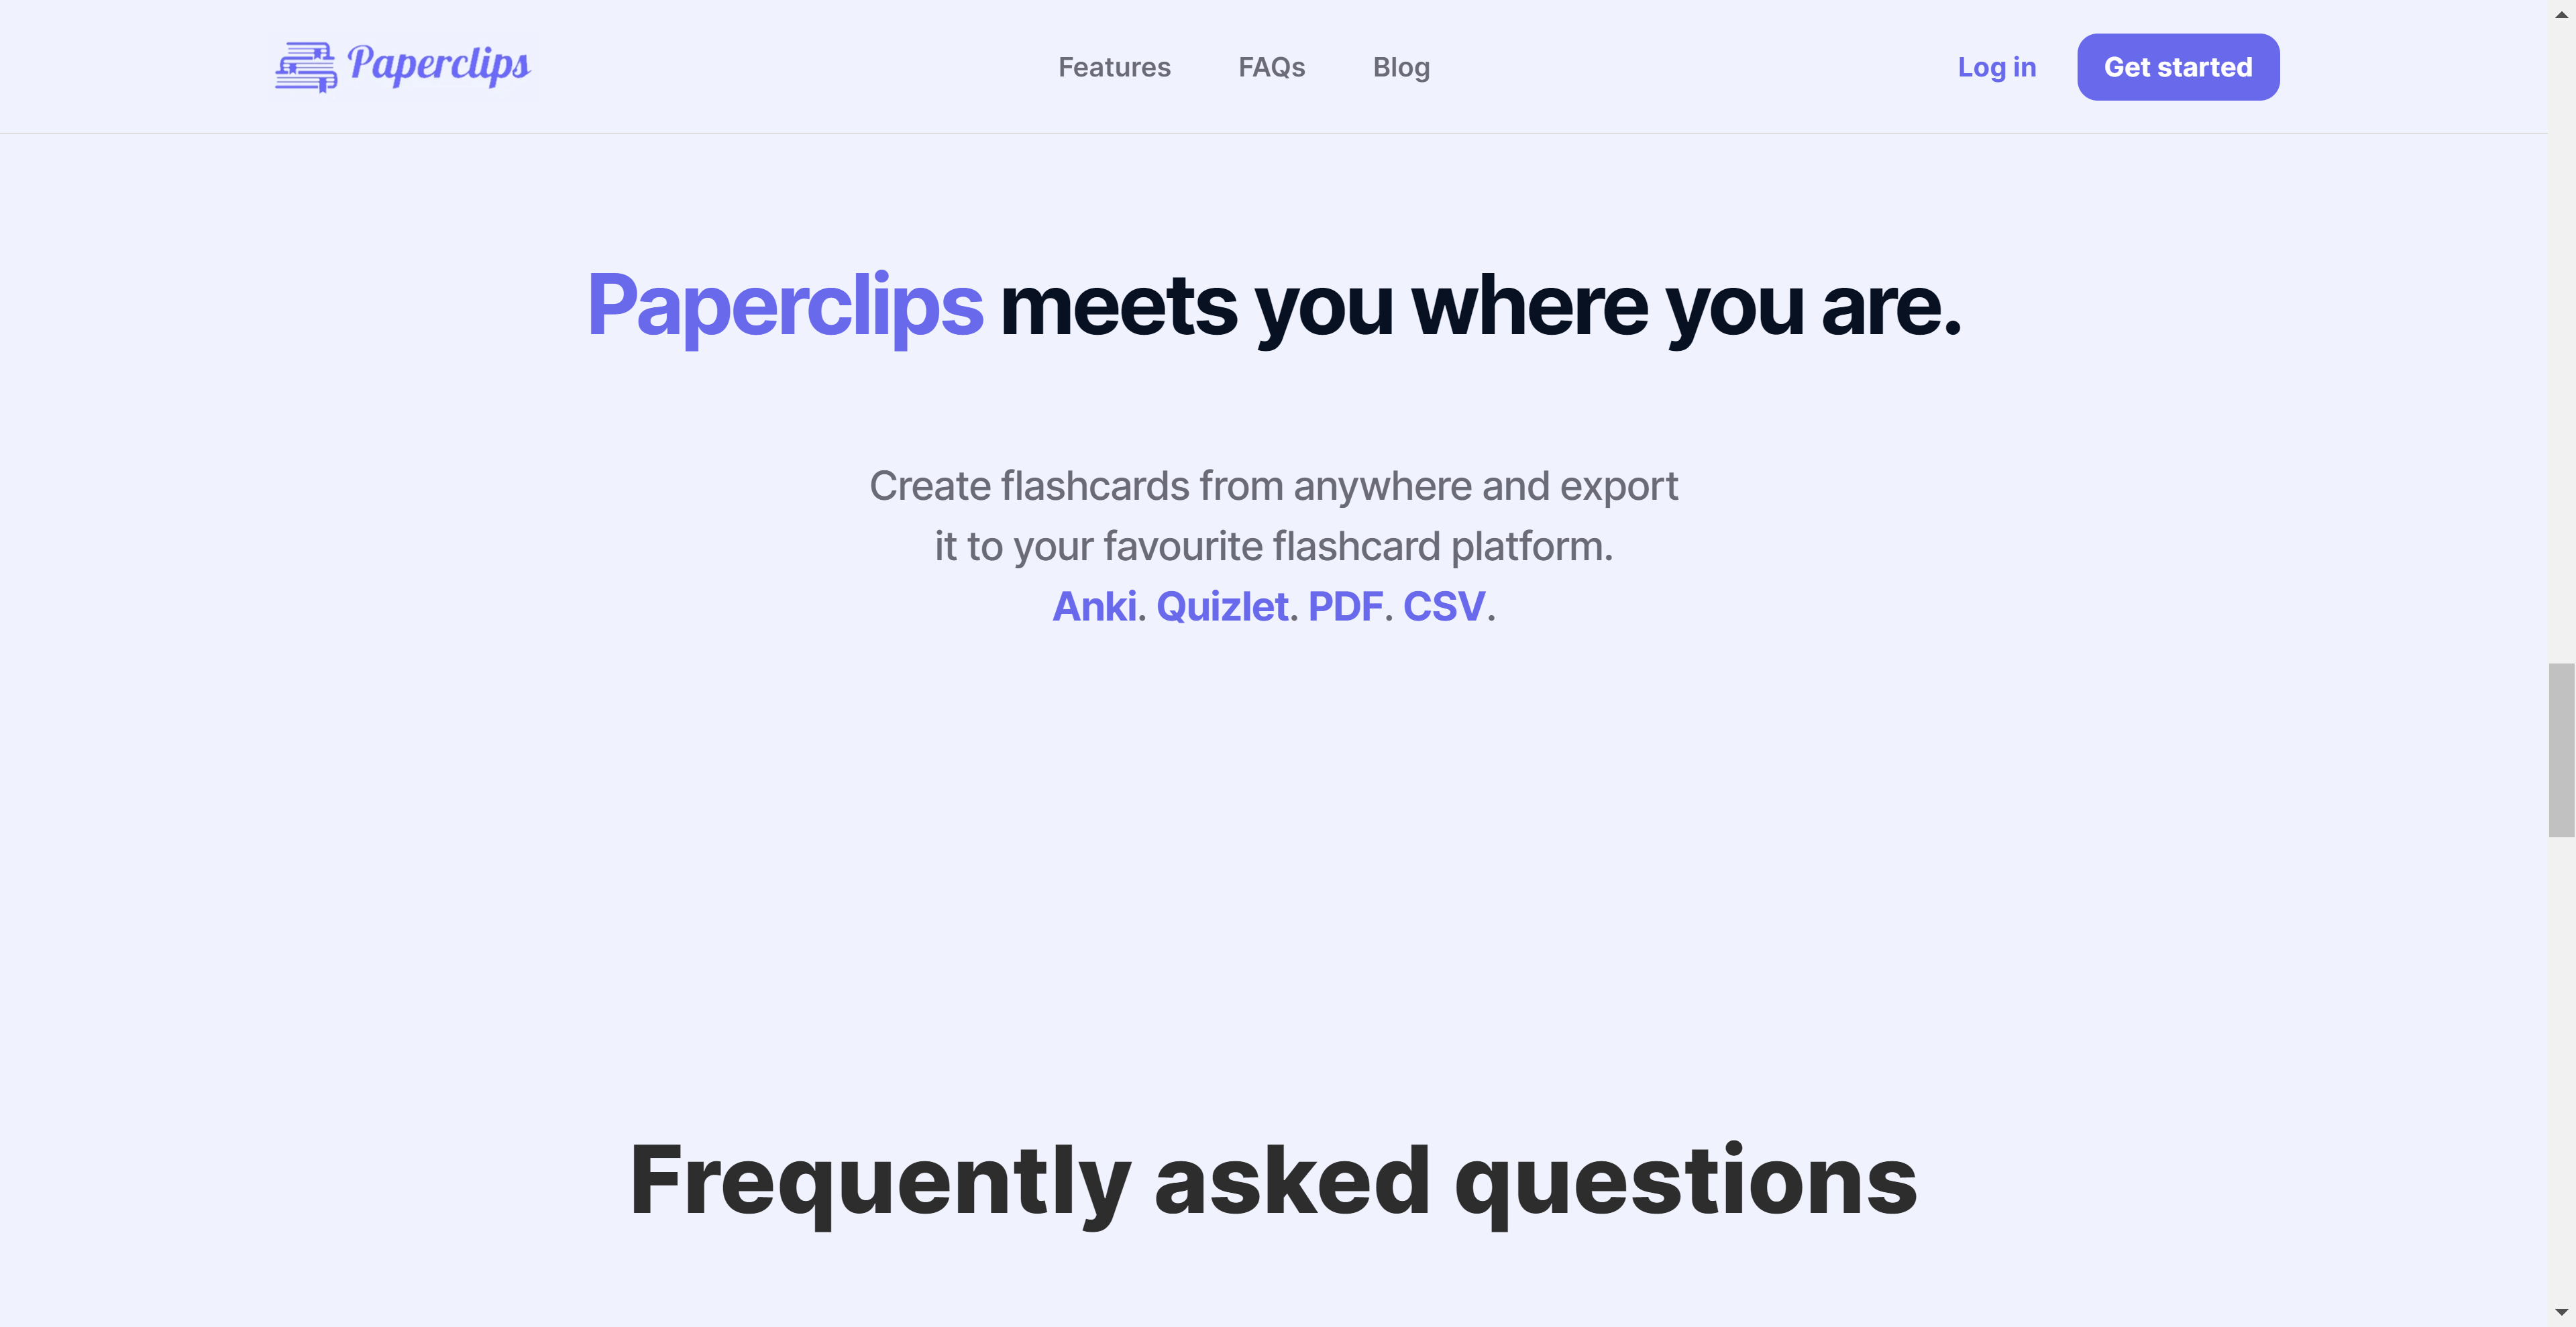 Paperclips
Features
FAQs
Blog
Log in
Get started
Paperclips meets you where you are.
Create flashcards from anywhere and export
it to your favourite flashcard platform.
Anki. Quizlet. PDF. CSV.
Frequently asked questions